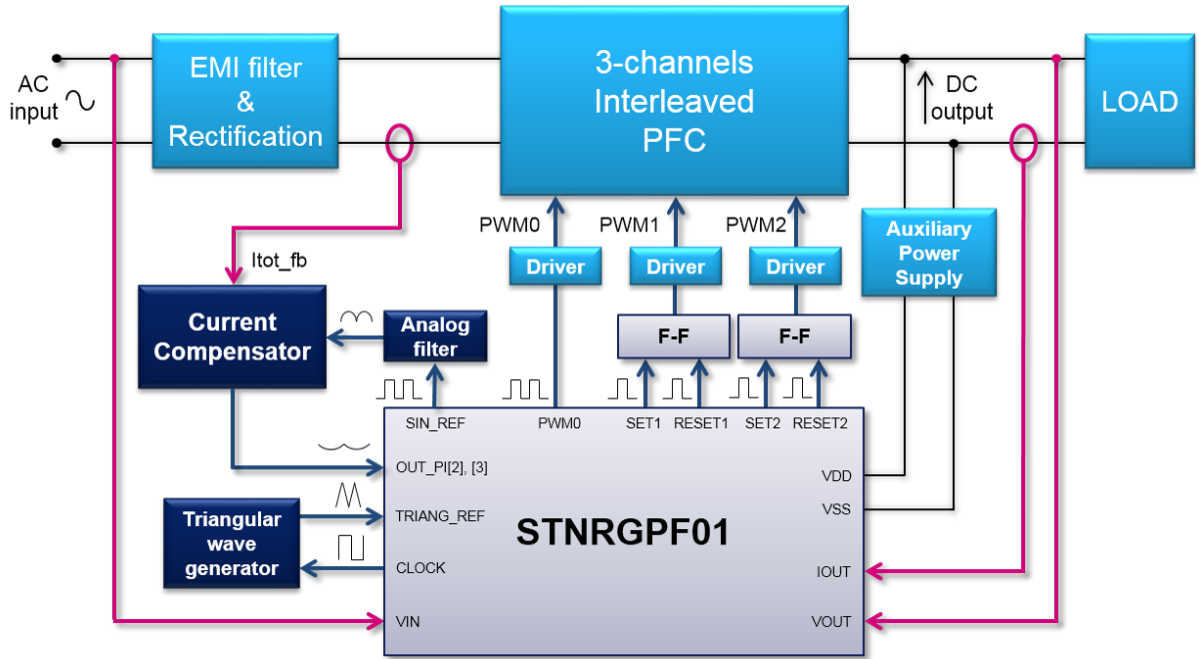 AC
input
EMI filter
&
Rectification
3-channels
Interleaved
PFC
DC
output
LOAD
PWM0
PWM1
PWM2
Driver
Driver
Driver
Auxiliary
Power
Supply
Itot_fb
Current
Compensator
Analog
filter
F-F
F-F
SIN_REF
PWM0
SET1
RESET1
SET2
RESET2
OUT_PI[2], [3]
VDD
TRIANG_REF
VSS
Triangular
wave
generator
STNRGPF01
CLOCK
IOUT
VIN
VOUT